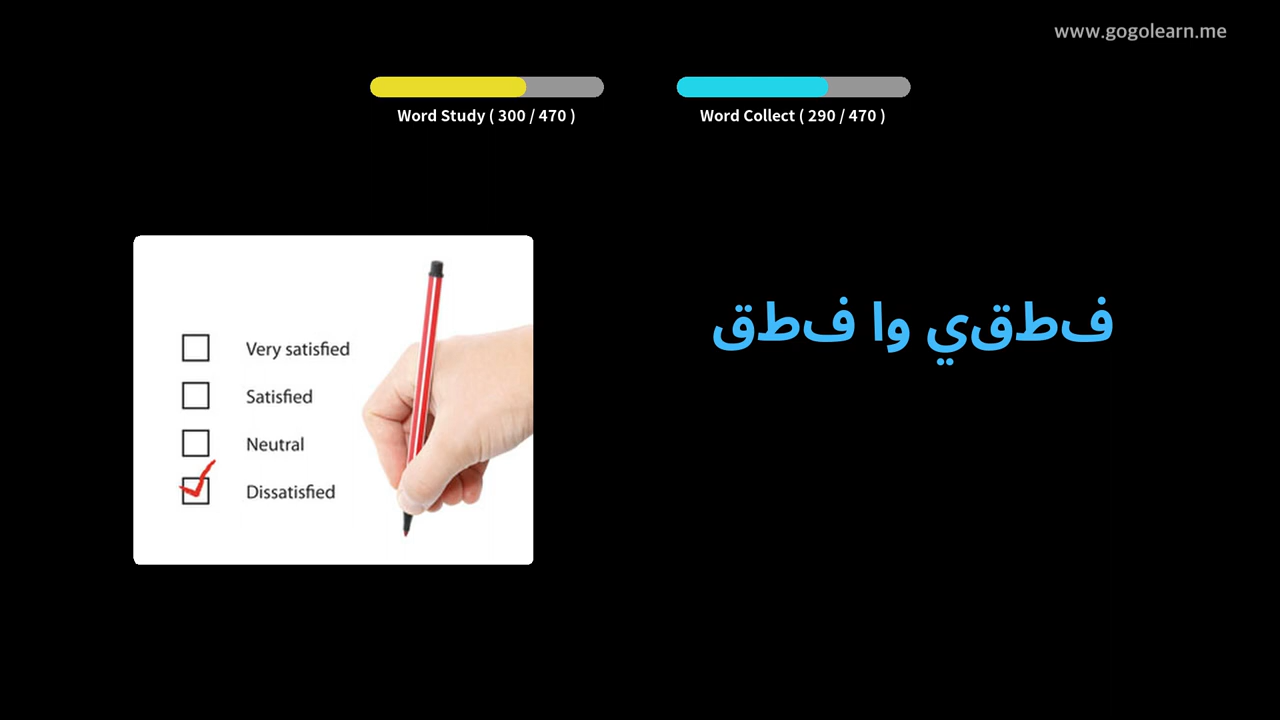 www.gogolearn.me
Word Study ( 300 / 470 )
Word Collect ( 290 / 470 )
Very satisfied
Satisfied
Neutral
Dissatisfied
فطقي وا فطق